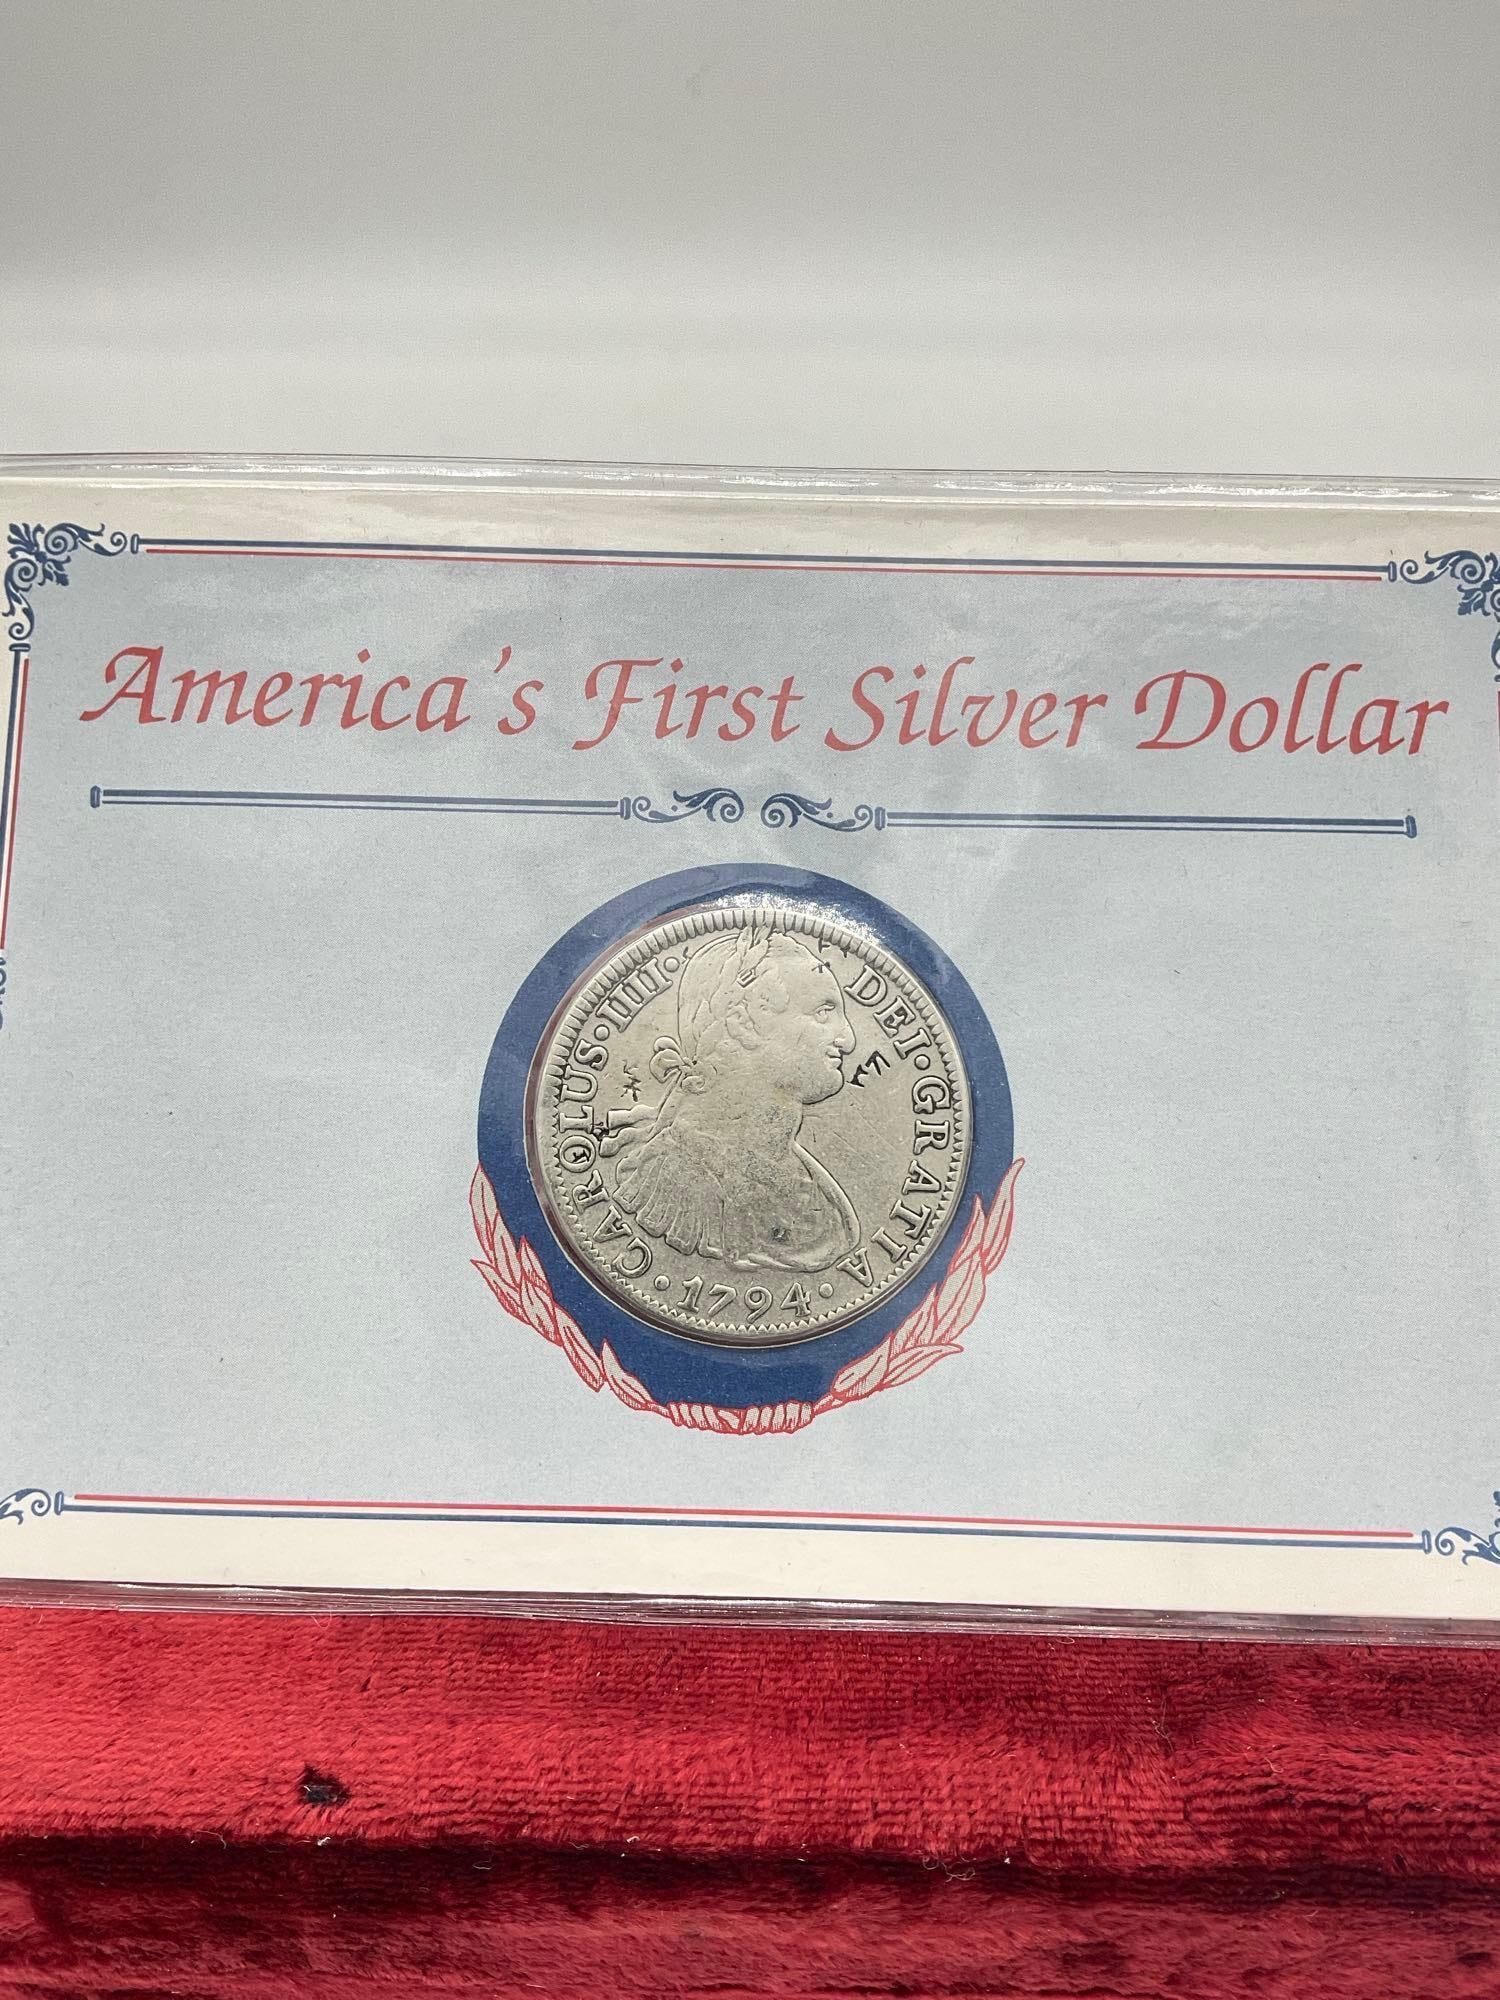 America's First Silver Dollar
CAROLUS·IIII· DEI·GRATIA
·1794·